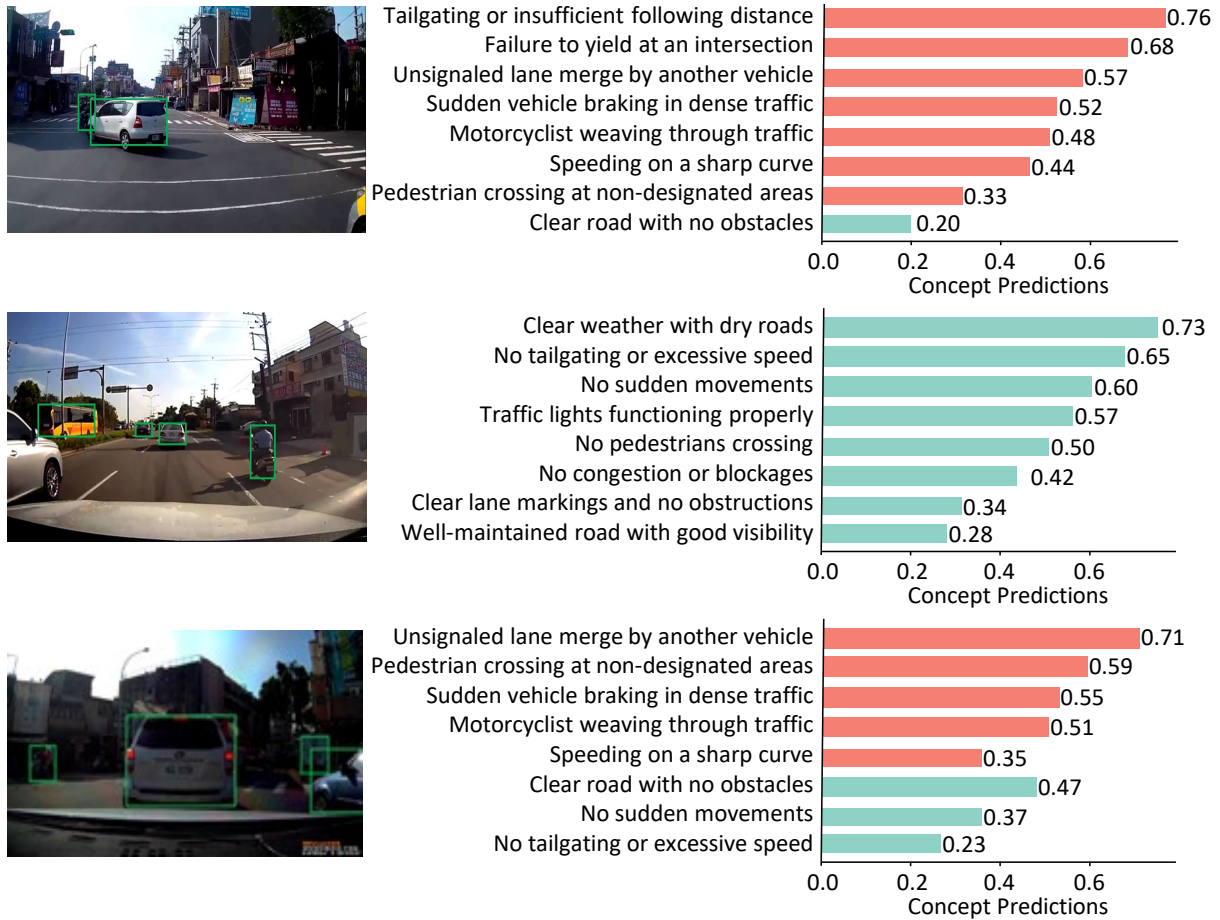 Tailgating or insufficient following distance 0.76
Failure to yield at an intersection 0.68
Unsignaled lane merge by another vehicle 0.57
Sudden vehicle braking in dense traffic 0.52
Motorcyclist weaving through traffic 0.48
Speeding on a sharp curve 0.44
Pedestrian crossing at non-designated areas 0.33
Clear road with no obstacles 0.20
0.0 0.2 0.4 0.6
Concept Predictions
Clear weather with dry roads 0.73
No tailgating or excessive speed 0.65
No sudden movements 0.60
Traffic lights functioning properly 0.57
No pedestrians crossing 0.50
No congestion or blockages 0.42
Clear lane markings and no obstructions 0.34
Well-maintained road with good visibility 0.28
0.0 0.2 0.4 0.6
Concept Predictions
Unsignaled lane merge by another vehicle 0.71
Pedestrian crossing at non-designated areas 0.59
Sudden vehicle braking in dense traffic 0.55
Motorcyclist weaving through traffic 0.51
Speeding on a sharp curve 0.35
Clear road with no obstacles 0.47
No sudden movements 0.37
No tailgating or excessive speed 0.23
0.0 0.2 0.4 0.6
Concept Predictions